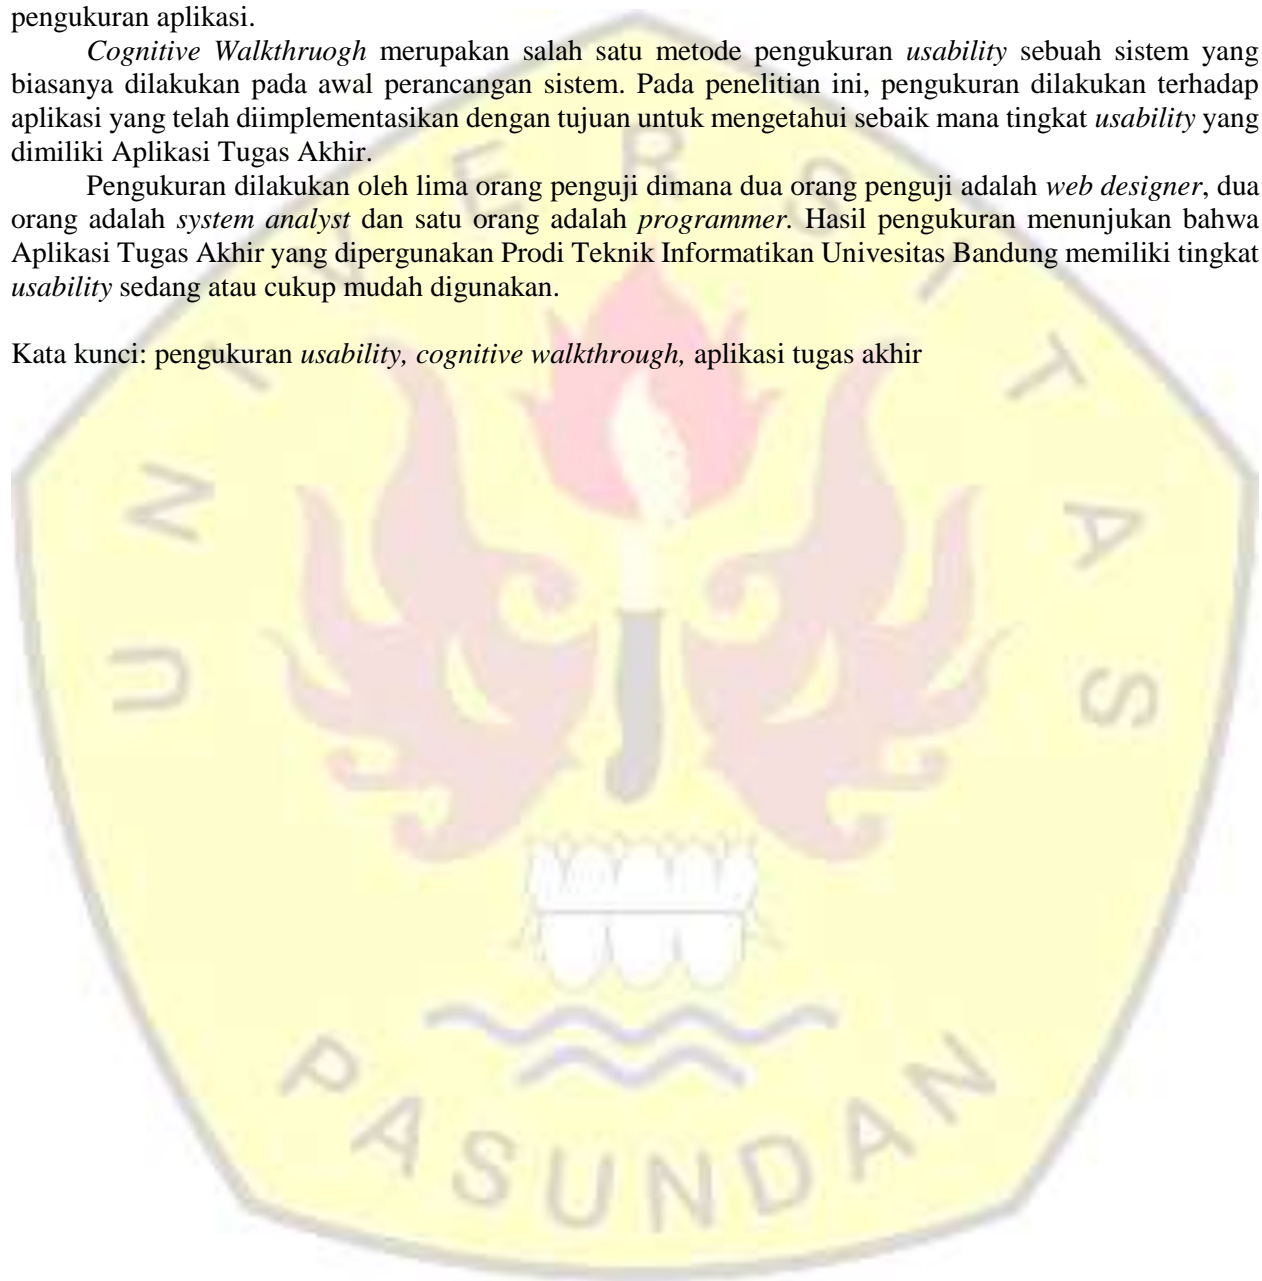 pengukuran aplikasi.
Cognitive Walkthruogh merupakan salah satu metode pengukuran usability sebuah sistem yang
biasanya dilakukan pada awal perancangan sistem. Pada penelitian ini, pengukuran dilakukan terhadap
aplikasi yang telah diimplementasikan dengan tujuan untuk mengetahui sebaik mana tingkat usability yang
dimiliki Aplikasi Tugas Akhir.
Pengukuran dilakukan oleh lima orang penguji dimana dua orang penguji adalah web designer, dua
orang adalah system analyst dan satu orang adalah programmer. Hasil pengukuran menunjukan bahwa
Aplikasi Tugas Akhir yang dipergunakan Prodi Teknik Informatikan Univesitas Bandung memiliki tingkat
usability sedang atau cukup mudah digunakan.
Kata kunci: pengukuran usability, cognitive walkthrough, aplikasi tugas akhir
UNIVERSITAS
PASUNDAN